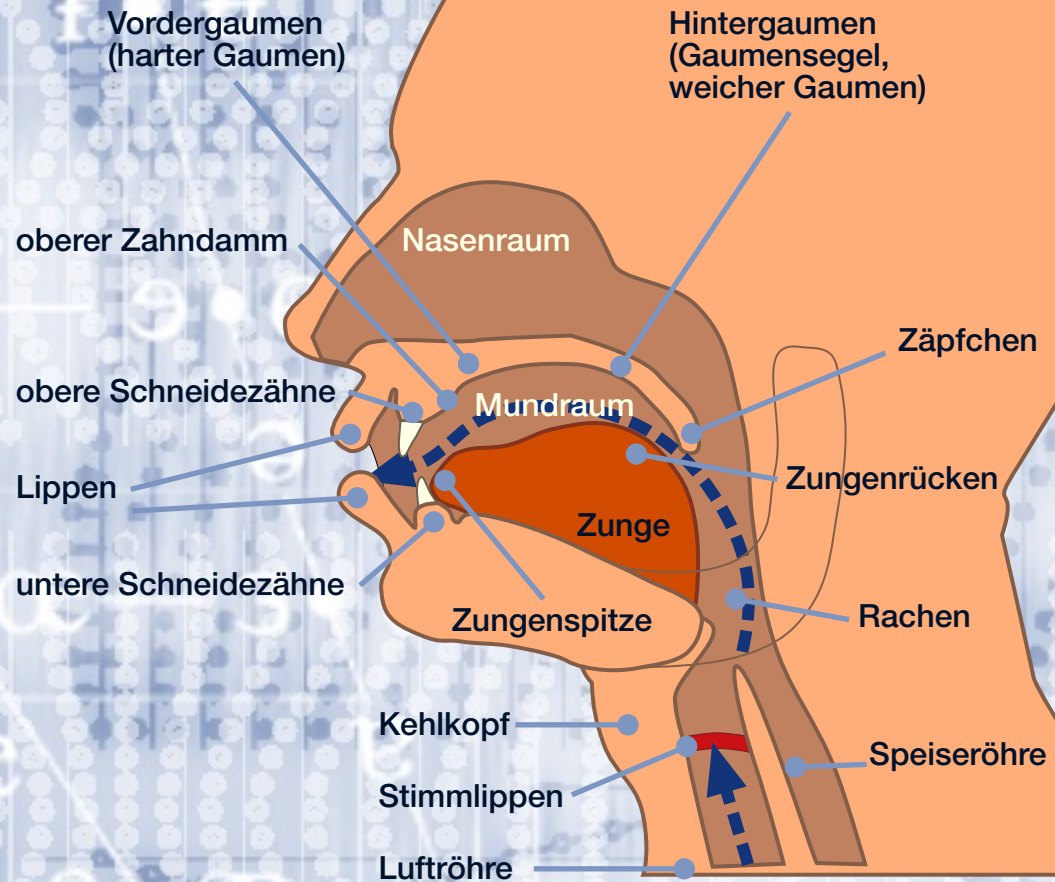 Vordergaumen
(harter Gaumen)
Hintergaumen
(Gaumensegel,
weicher Gaumen)
oberer Zahndamm
Nasenraum
Zäpfchen
obere Schneidezähne
Mundraum
Lippen
Zungenrücken
Zunge
untere Schneidezähne
Zungenspitze
Rachen
Kehlkopf
Speiseröhre
Stimmlippen
Luftröhre